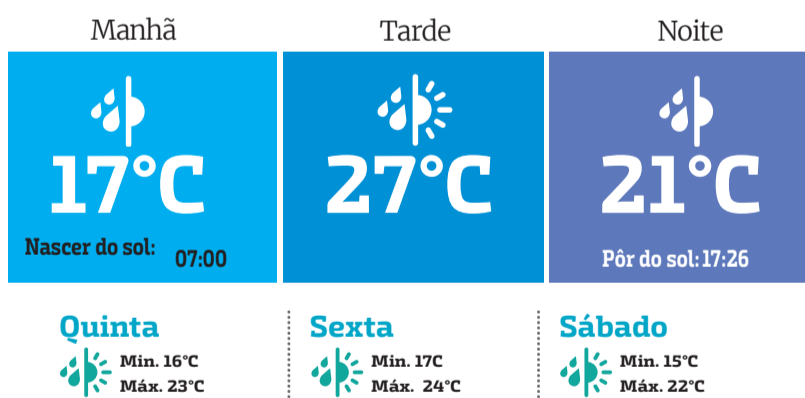 Manhã
Tarde
Noite
17°C
27°C
21°C
Nascer do sol: 07:00
Pôr do sol: 17:26
Quinta
Min. 16°C
Máx. 23°C
Sexta
Min. 17C
Máx. 24°C
Sábado
Min. 15°C
Máx. 22°C